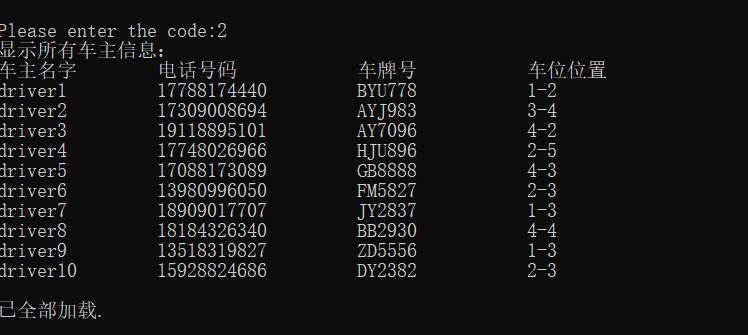 Please enter the code:2
显示所有车主信息:
车主名字 电话号码 车牌号 车位位置
driver1 17788174440 BYU778 1-2
driver2 17309008694 AYJ983 3-4
driver3 19118895101 AY7096 4-2
driver4 17748026966 HJU896 2-5
driver5 17088173089 GB8888 4-3
driver6 13980996050 FM5827 2-3
driver7 18909017707 JY2837 1-3
driver8 18184326340 BB2930 4-4
driver9 13518319827 ZD5556 1-3
driver10 15928824686 DY2382 2-3
已全部加载.